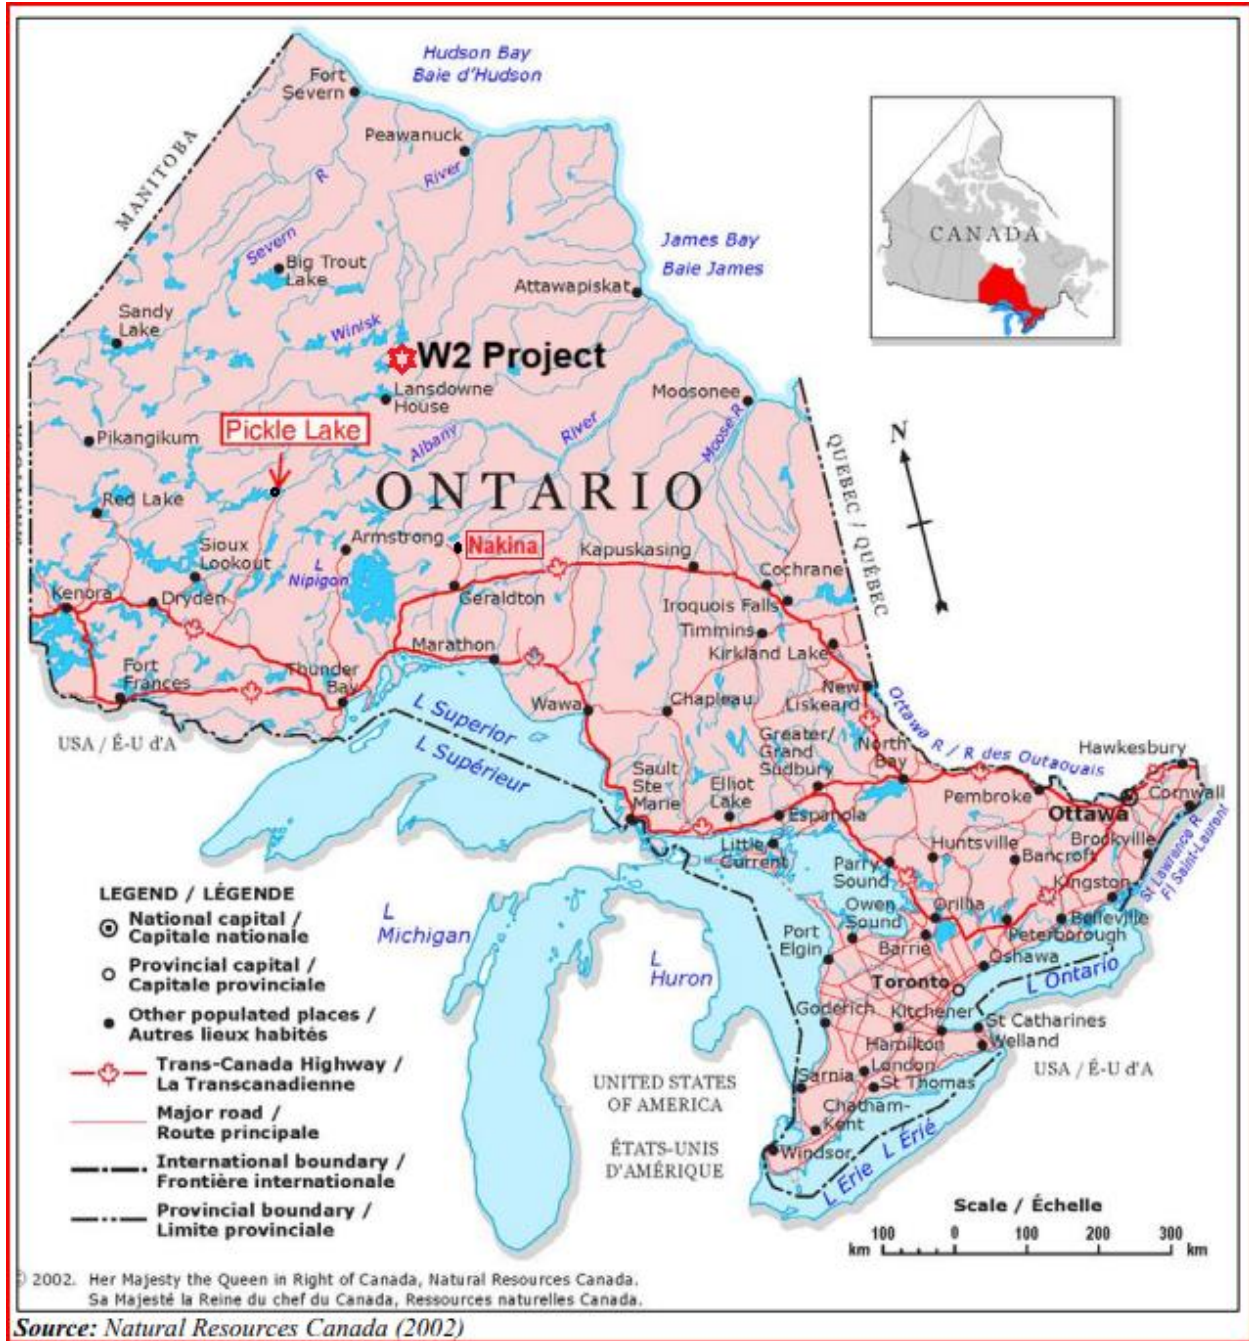 Hudson Bay
Baie d'Hudson
Fort
Severn
Peawanuck
River
R
Severn
MANITOBA
Big Trout
Lake
James Bay
Baie James
Attawapiskat
CANADA
Sandy
Lake
Winisk
W2 Project
Lansdowne
House
Moosonee
Moose R
Pickle Lake
Pikangikum
Albany
River
ONTARIO
QUEBEC / QUÉBEC
N
Red Lake
Sioux
Lookout
Armstrong
Nakina
Kapuskasing
L
Nipigon
Cochrane
Kenora
Dryden
Geraldton
Iroquois Falls
Timmins
Kirkland Lake
Marathon
Fort
Frances
Thunder
Bay
Wawa
Chapleau
New
Liskeard
Ottawa R / R des Outaouais
USA / É-U d'A
L Superior
L Supérieur
Greater/
Grand
Sudbury
North
Bay
Hawkesbury
Sault
Ste
Marie
Elliot
Lake
Espanola
Pembroke
Ottawa
Cornwall
Little
Current
Parry
Sound
Huntsville
Bancroft
Brookville
Kingston
St Lawrence R
Fl Saint-Laurent
Owen
Sound
Orillia
Belleville
Port
Elgin
Barrie
Peterborough
Oshawa
L
Michigan
L
Huron
Toronto
L Ontario
Goderich
Kitchener
St Catharines
Hamilton
Welland
London
Sarnia
St Thomas
USA / É-U d'A
Chatham-
Kent
Windsor
L Erie L Érié
UNITED STATES
OF AMERICA
ÉTATS-UNIS
D'AMÉRIQUE
LEGEND / LÉGENDE
National capital /
Capitale nationale
Provincial capital /
Capitale provinciale
Other populated places /
Autres lieux habités
Trans-Canada Highway /
La Transcanadienne
Major road /
Route principale
International boundary /
Frontière internationale
Provincial boundary /
Limite provinciale
Scale / Échelle
100 0 100 200 300
km km
© 2002. Her Majesty the Queen in Right of Canada, Natural Resources Canada.
Sa Majesté la Reine du chef du Canada, Ressources naturelles Canada.
Source: Natural Resources Canada (2002)